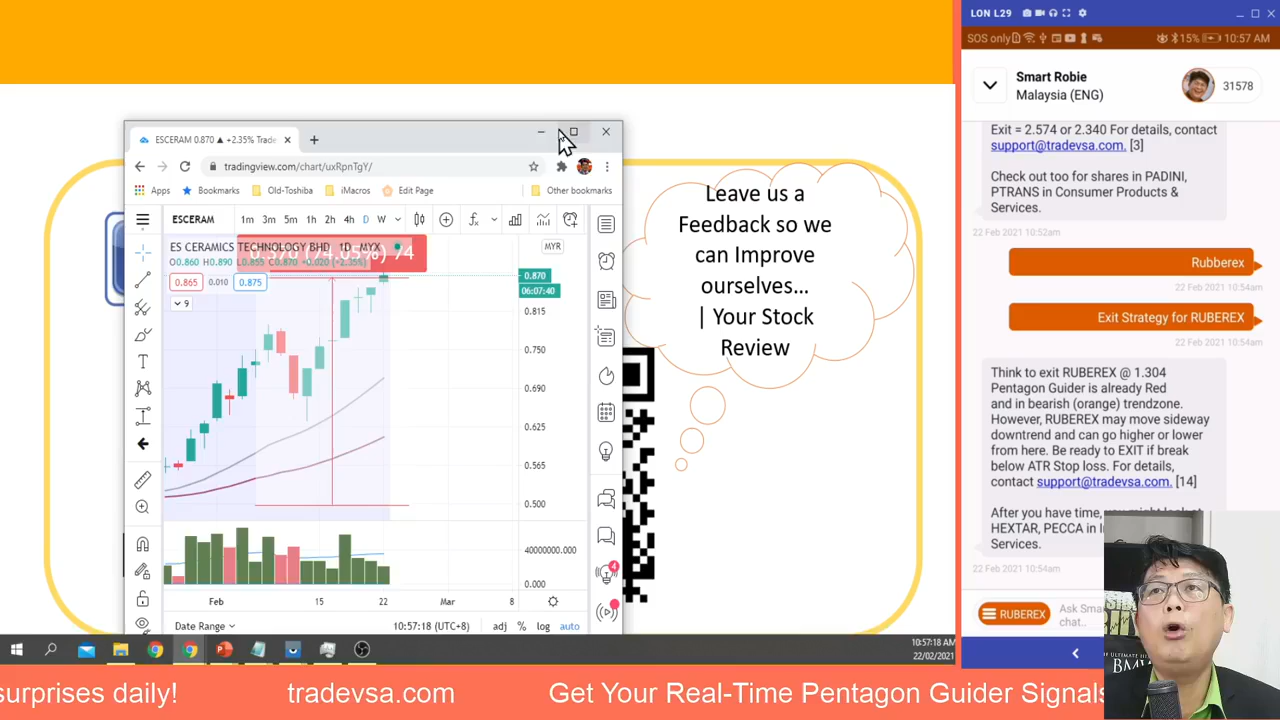 ESCERAM 0.870 ▲ +2.35% Trade
tradingview.com/chart/uxRpnTgY/
Apps
Bookmarks
Old-Toshiba
iMacros
Edit Page
Other bookmarks
ESCERAM
1m 3m 5m 1h 2h 4h D W
ES CERAMICS TECHNOLOGY BHD 1D MYX
MYR
0.865
0.010
0.875
9
0.870
06:07:40
0.815
0.750
0.690
0.625
0.565
0.500
40000000.000
0.000
Feb
15
22
Mar
8
Date Range
10:57:18 (UTC+8)
adj % log auto
4
Leave us a
Feedback so we
can Improve
ourselves...
| Your Stock
Review
10:57:18 AM
22/02/2021
surprises daily!
tradevsa.com
Get Your Real-Time Pentagon Guider Signals
LON L29
SOS only
15%
10:57 AM
Smart Robie
Malaysia (ENG)
31578
Exit = 2.574 or 2.340 For details, contact
support@tradevsa.com. [3]
Check out too for shares in PADINI,
PTRANS in Consumer Products &
Services.
22 Feb 2021 10:52am
Rubberex
22 Feb 2021 10:54am
Exit Strategy for RUBEREX
22 Feb 2021 10:54am
Think to exit RUBEREX @ 1.304
Pentagon Guider is already Red
and in bearish (orange) trendzone.
However, RUBEREX may move sideway
downtrend and can go higher or lower
from here. Be ready to EXIT if break
below ATR Stop loss. For details,
contact support@tradevsa.com. [14]
After you have time, you might look at
HEXTAR, PECCA in
Services.
22 Feb 2021 10:54am
RUBEREX
Ask
chat..
BM